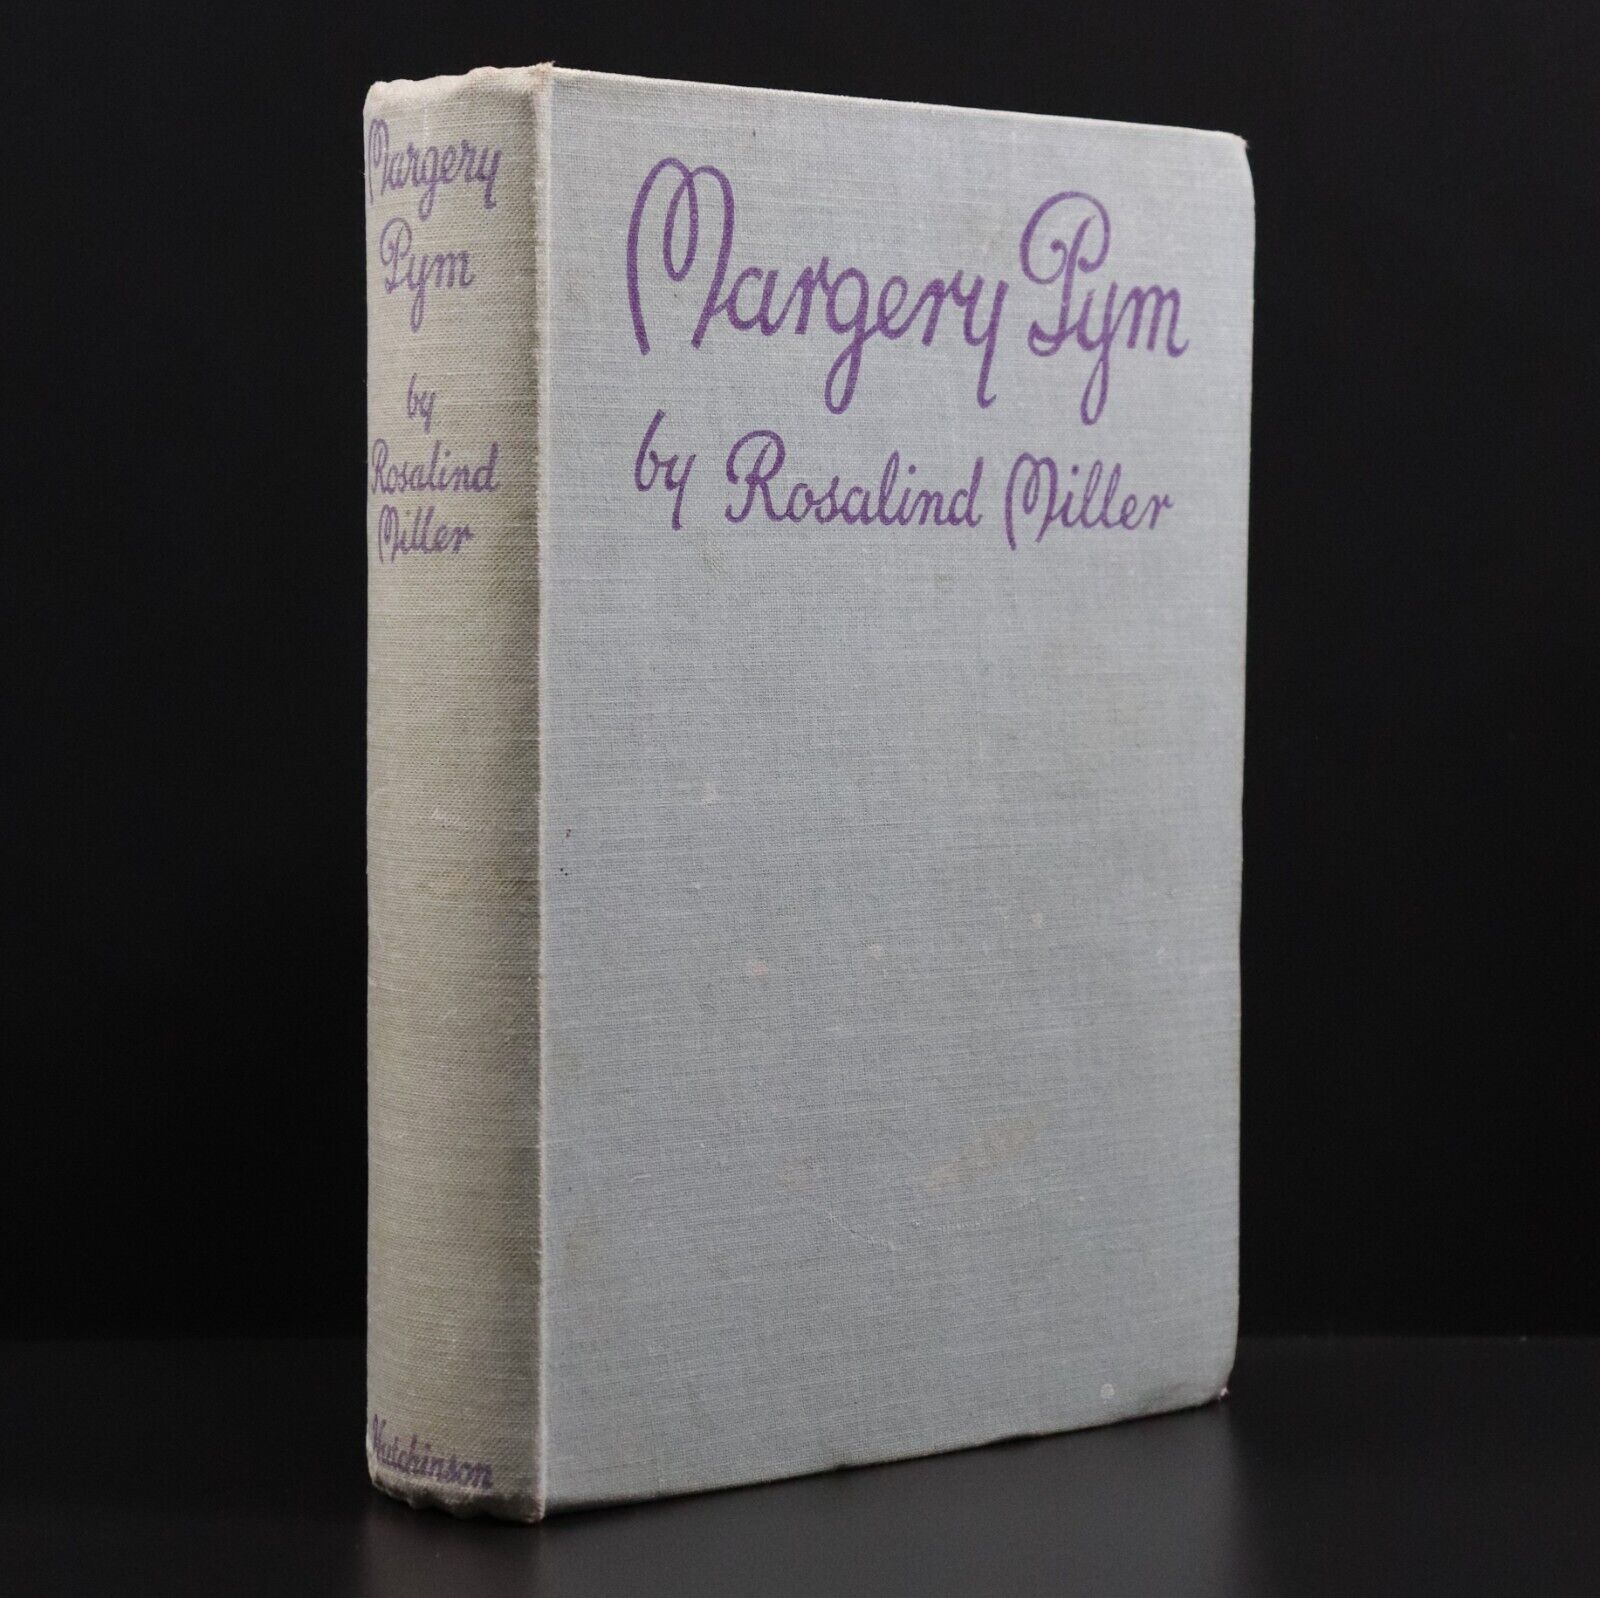 Margery
Pym
by
Rosalind
Miller
Hutchinson
Margery Pym
by Rosalind Miller